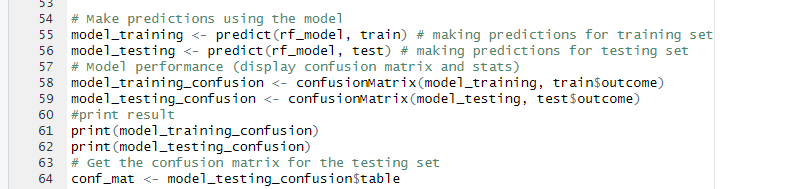 53
54 # Make predictions using the model
55 model_training <- predict(rf_model, train) # making predictions for training set
56 model_testing <- predict(rf_model, test) # making predictions for testing set
57 # Model performance (display confusion matrix and stats)
58 model_training_confusion <- confusionMatrix(model_training, train$outcome)
59 model_testing_confusion <- confusionMatrix(model_testing, test$outcome)
60 #print result
61 print(model_training_confusion)
62 print(model_testing_confusion)
63 # Get the confusion matrix for the testing set
64 conf_mat <- model_testing_confusion$table